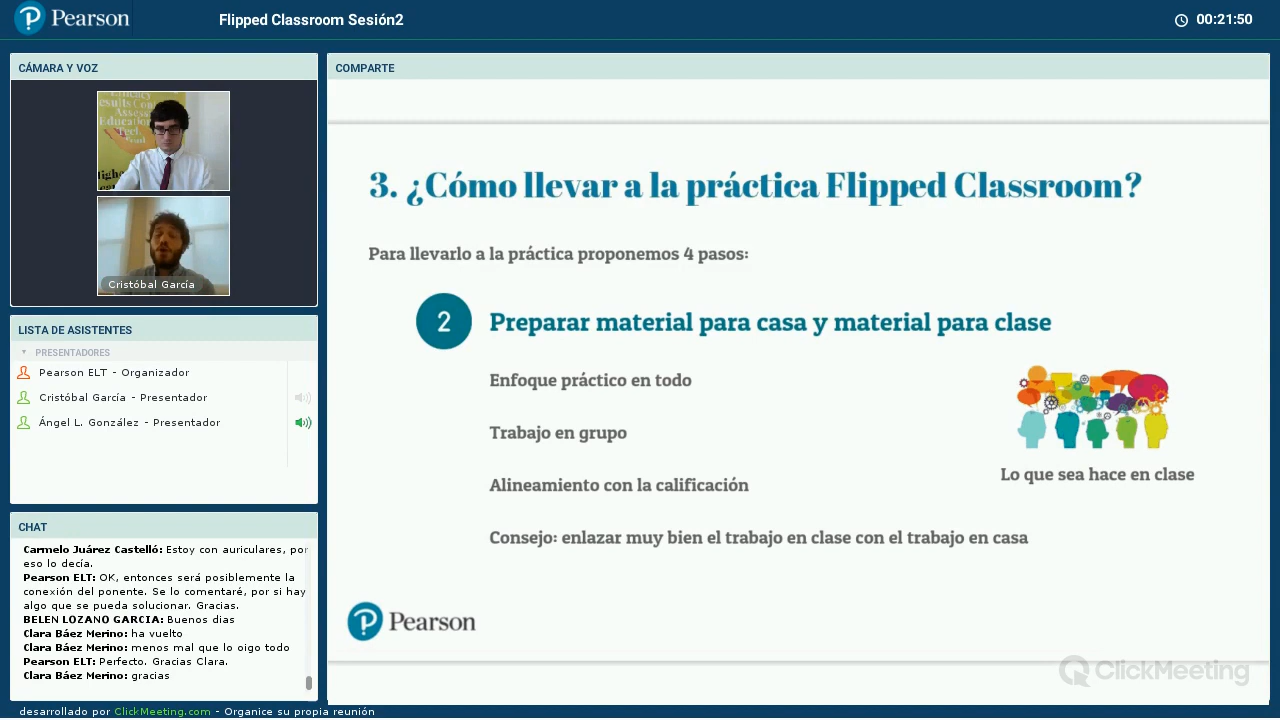 Pearson
Flipped Classroom Sesión2
00:21:50
CÁMARA Y VOZ
Cristóbal García
LISTA DE ASISTENTES
PRESENTADORES
Pearson ELT - Organizador
Cristóbal García - Presentador
Ángel L. González - Presentador
CHAT
Carmelo Juárez Castelló: Estoy con auriculares, por
eso lo decía.
Pearson ELT: OK, entonces será posiblemente la
conexión del ponente. Se lo comentaré, por si hay
algo que se pueda solucionar. Gracias.
BELEN LOZANO GARCIA: Buenos dias
Clara Báez Merino: ha vuelto
Clara Báez Merino: menos mal que lo oigo todo
Pearson ELT: Perfecto. Gracias Clara.
Clara Báez Merino: gracias
desarrollado por ClickMeeting.com - Organice su propia reunión
COMPARTE
3. ¿Cómo llevar a la práctica Flipped Classroom?
Para llevarlo a la práctica proponemos 4 pasos:
2
Preparar material para casa y material para clase
Enfoque práctico en todo
Trabajo en grupo
Alineamiento con la calificación
Consejo: enlazar muy bien el trabajo en clase con el trabajo en casa
Lo que sea hace en clase
Pearson
ClickMeeting